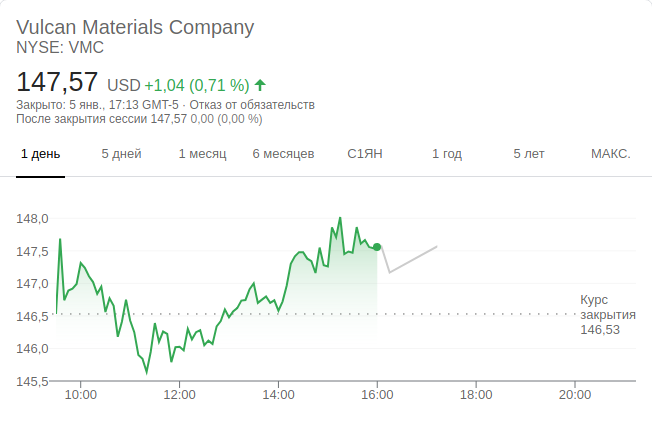 Vulcan Materials Company
NYSE: VMC
147,57 USD +1,04 (0,71 %)
Закрыто: 5 янв., 17:13 GMT-5 · Отказ от обязательств
После закрытия сессии 147,57 0,00 (0,00 %)
1 день 5 дней 1 месяц 6 месяцев С1ЯН 1 год 5 лет МАКС.
148,0
147,5
147,0
146,5
146,0
145,5
Курс
закрытия
146,53
10:00 12:00 14:00 16:00 18:00 20:00